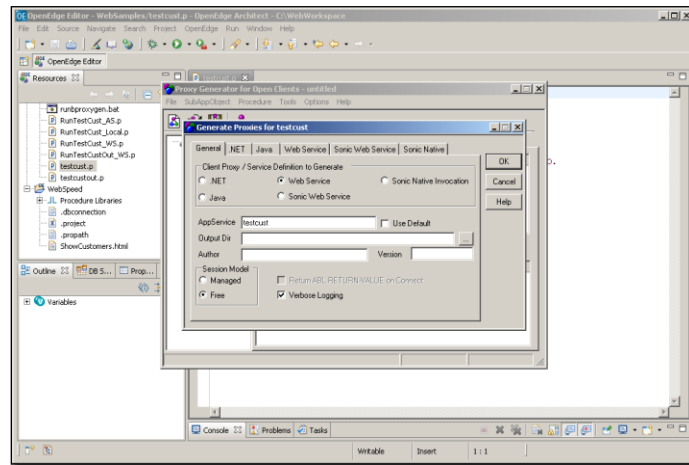 OpenEdge Editor - WebSamples/testcust.p - OpenEdge Architect - C:\WebWorkspace
File Edit Source Navigate Search Project OpenEdge Run Window Help
OpenEdge Editor
Resources
testcust.p
runbproxygen.bat
RunTestCust_AS.p
RunTestCust_Local.p
RunTestCust_WS.p
RunTestCustOut_WS.p
testcust.p
testcustout.p
WebSpeed
Procedure Libraries
.dbconnection
.project
.propath
ShowCustomers.html
Outline DB S... Prop...
Variables
Proxy Generator for Open Clients - untitled
File SubAppObject Procedure Tools Options Help
Generate Proxies for testcust
General .NET Java Web Service Sonic Web Service Sonic Native
Client Proxy / Service Definition to Generate
.NET Web Service Sonic Native Invocation
Java Sonic Web Service
AppService testcust Use Default
Output Dir ...
Author Version
Session Model
Managed Return ABL RETURN-VALUE on Connect
Free Verbose Logging
OK
Cancel
Help
Console Problems Tasks
Writable Insert 1 : 1